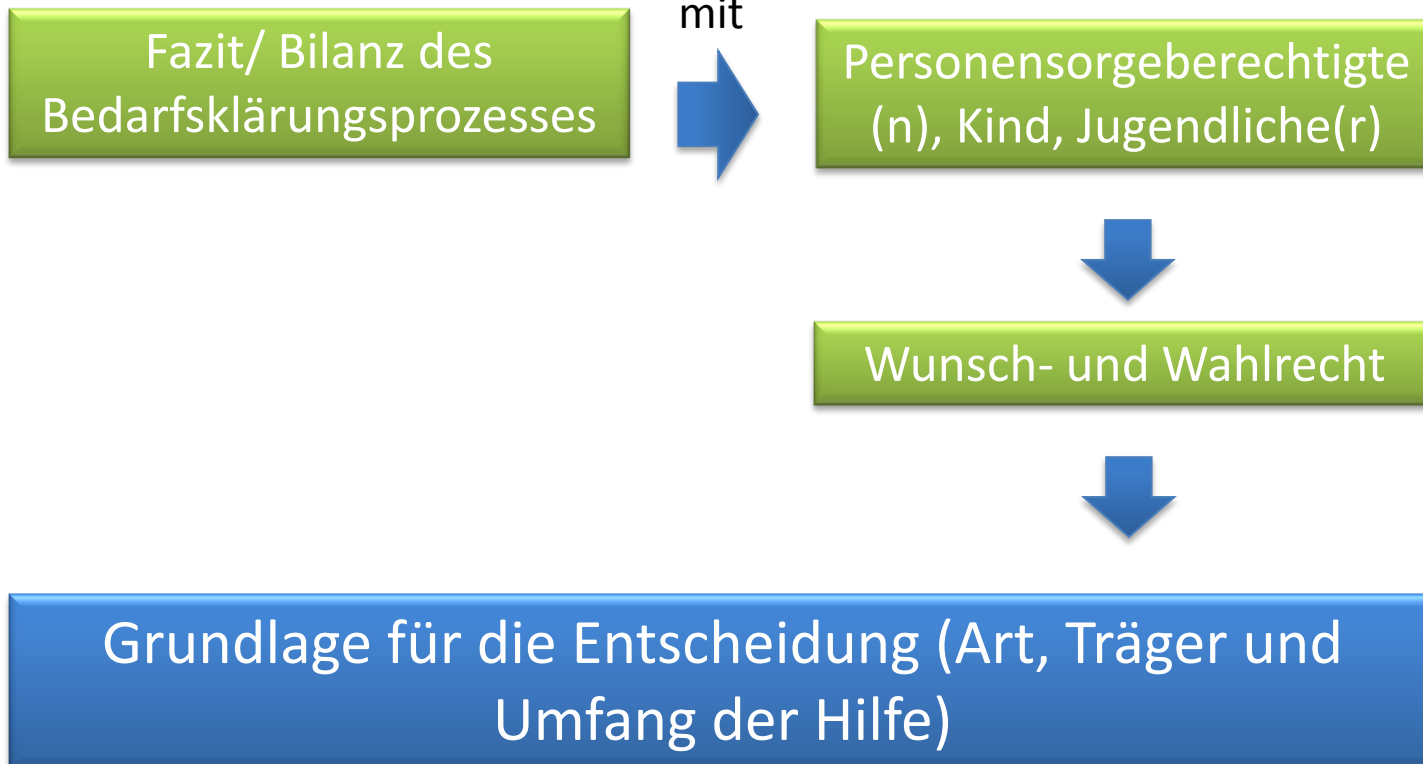 Fazit/ Bilanz des
Bedarfsklärungsprozesses
mit
Personensorgeberechtigte
(n), Kind, Jugendliche(r)
Wunsch- und Wahlrecht
Grundlage für die Entscheidung (Art, Träger und
Umfang der Hilfe)